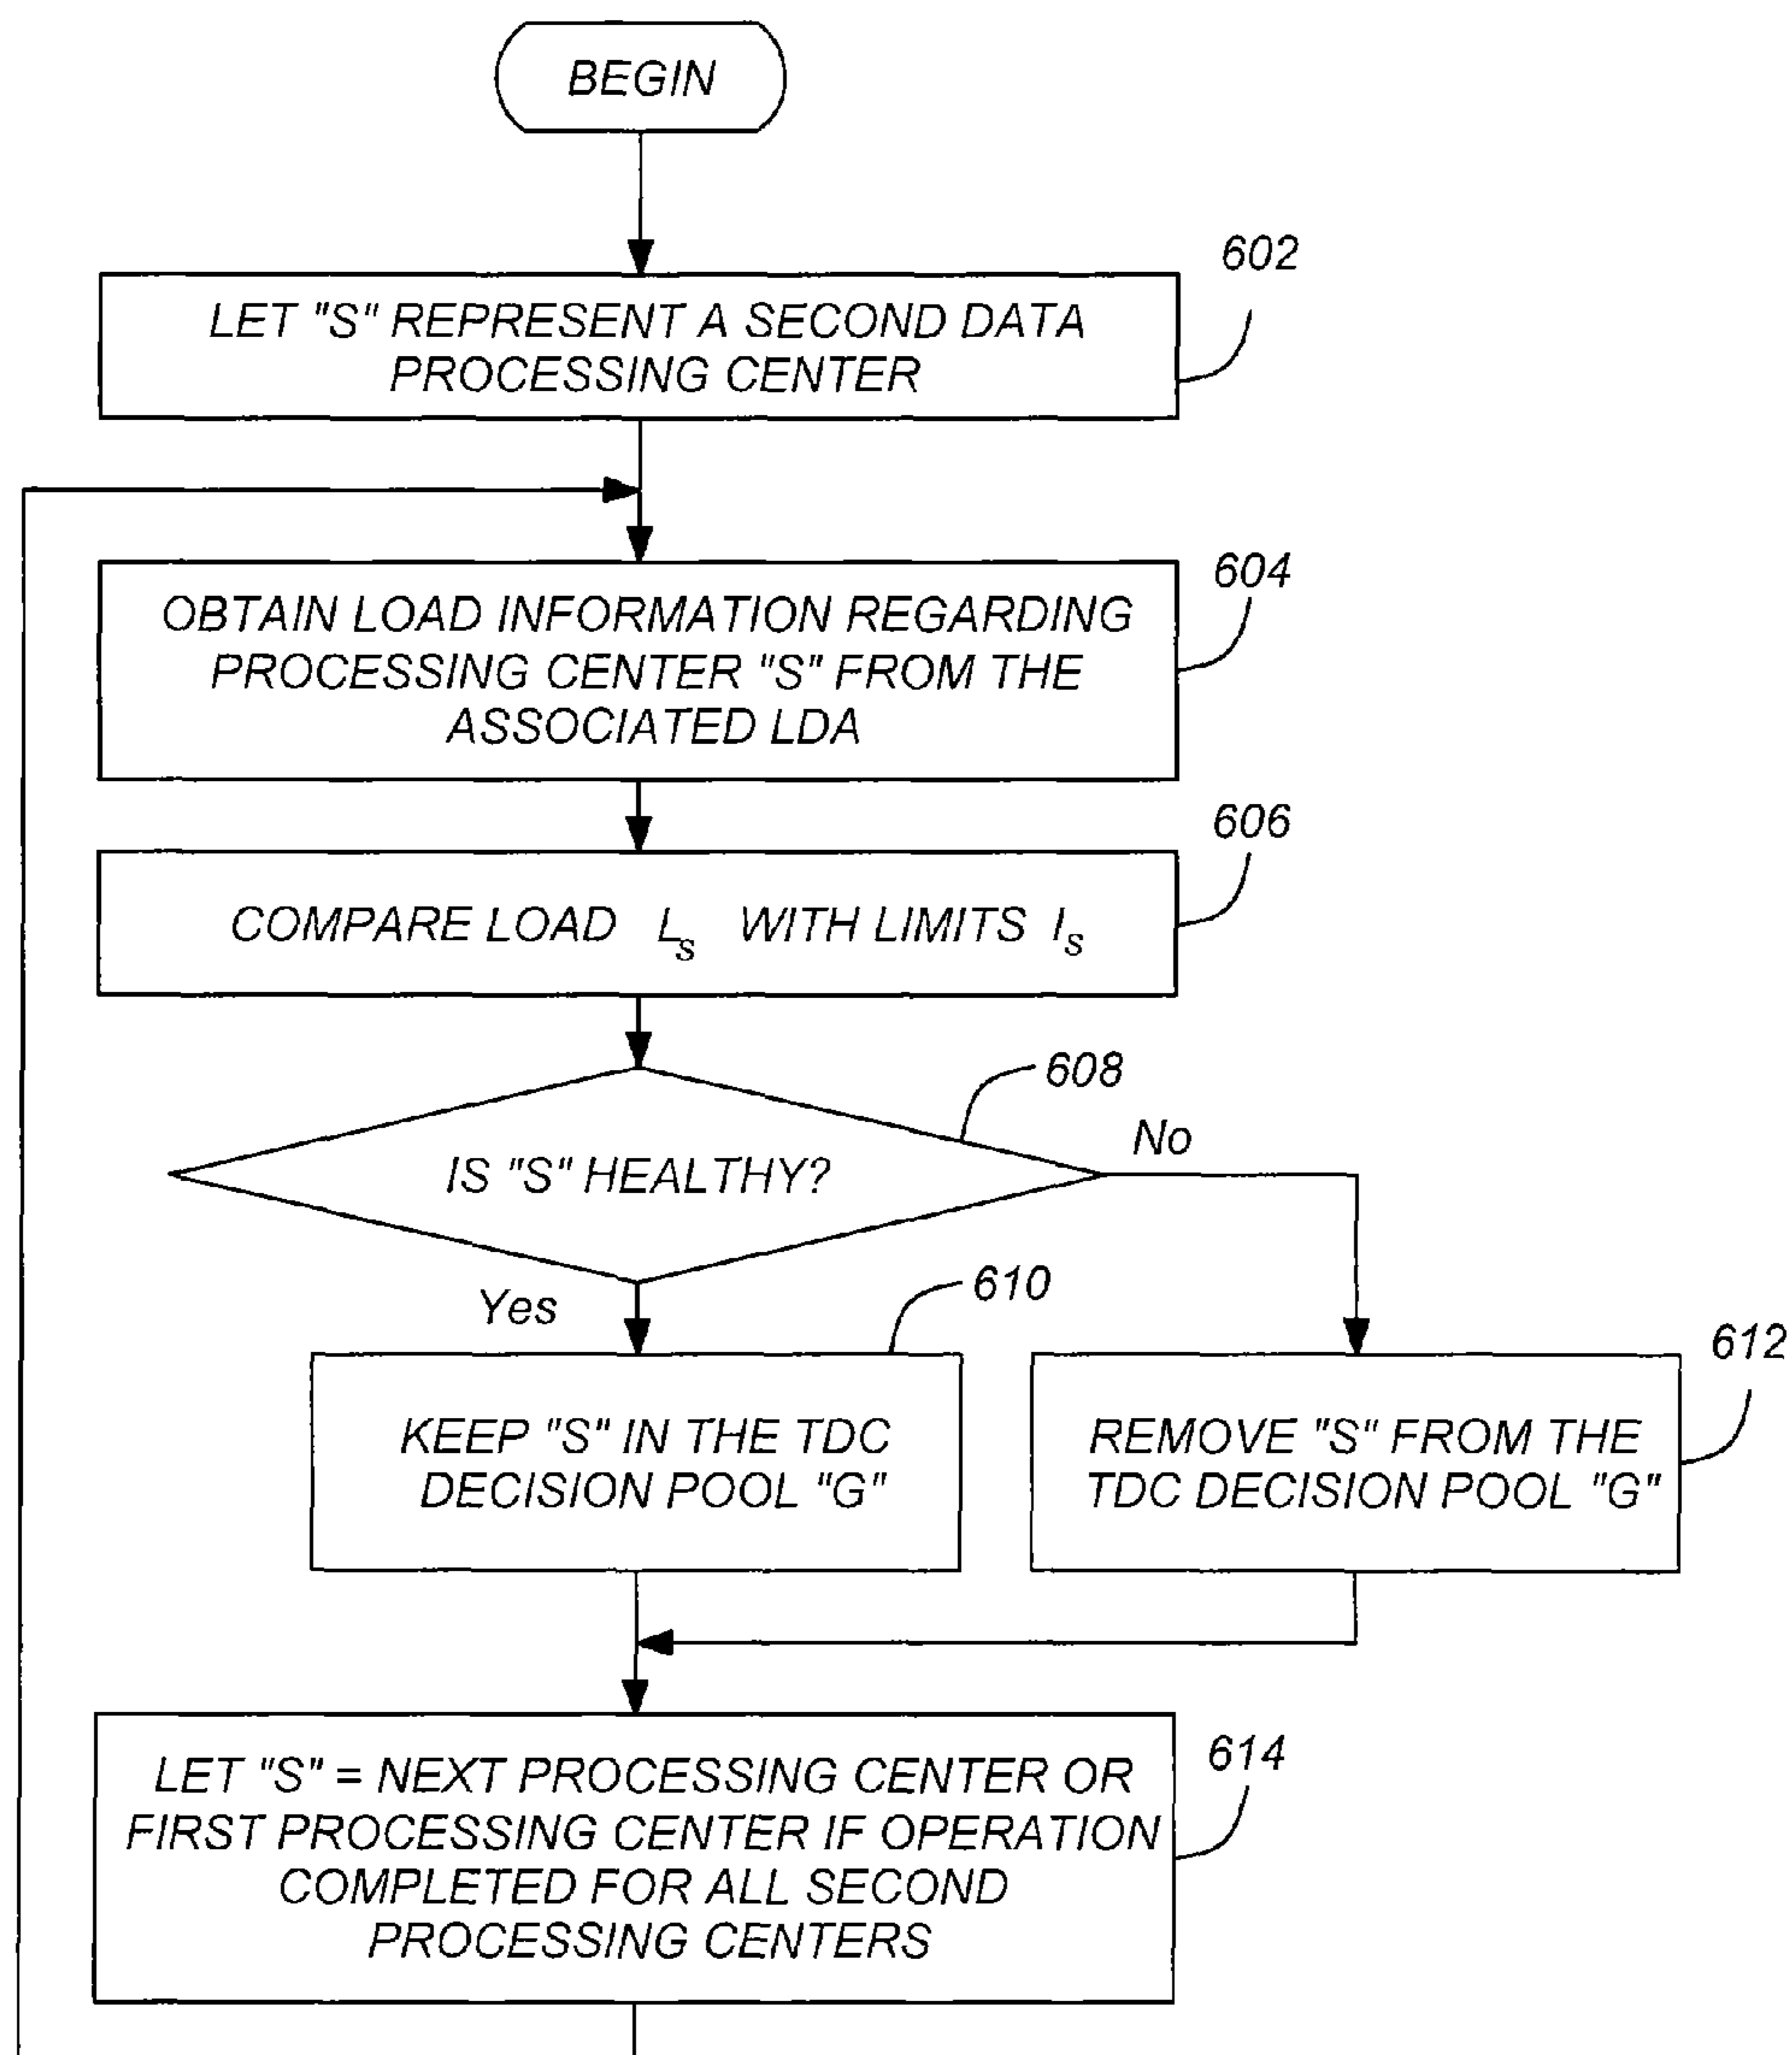 BEGIN
602
LET "S" REPRESENT A SECOND DATA
PROCESSING CENTER
604
OBTAIN LOAD INFORMATION REGARDING
PROCESSING CENTER "S" FROM THE
ASSOCIATED LDA
606
COMPARE LOAD Ls WITH LIMITS ls
608
No
IS "S" HEALTHY?
Yes
610
612
KEEP "S" IN THE TDC
DECISION POOL "G"
REMOVE "S" FROM THE
TDC DECISION POOL "G"
614
LET "S" = NEXT PROCESSING CENTER OR
FIRST PROCESSING CENTER IF OPERATION
COMPLETED FOR ALL SECOND
PROCESSING CENTERS